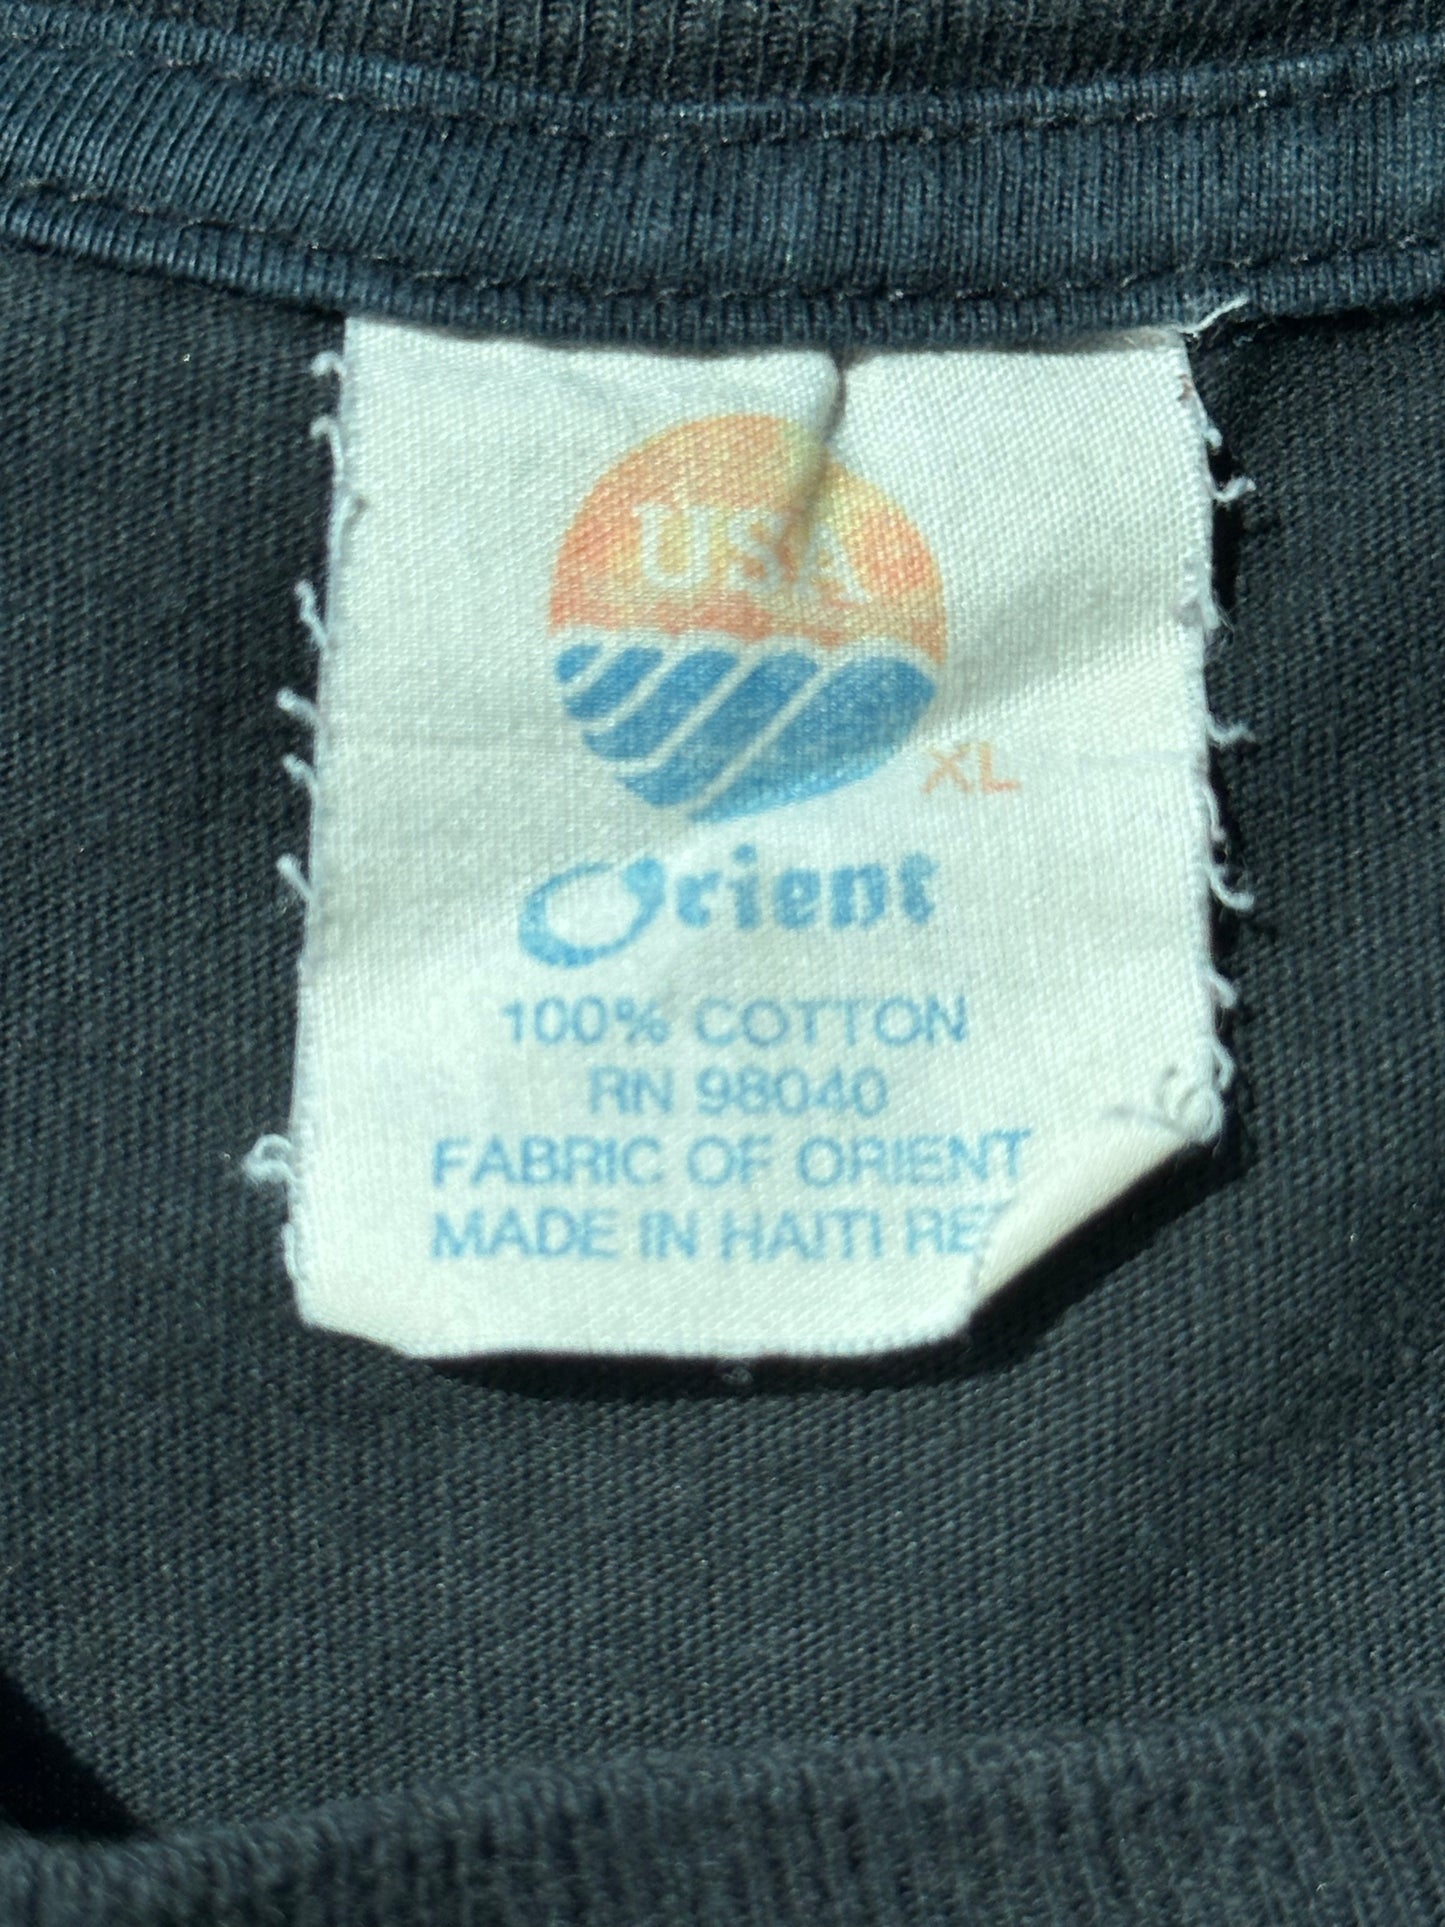 USA
XL
Orient
100% COTTON
RN 98040
FABRIC OF ORIENT
MADE IN HAITI